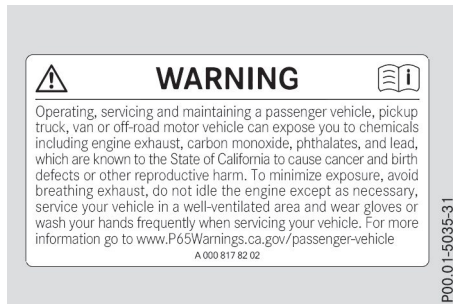 WARNING
Operating, servicing and maintaining a passenger vehicle, pickup
truck, van or off-road motor vehicle can expose you to chemicals
including engine exhaust, carbon monoxide, phthalates, and lead,
which are known to the State of California to cause cancer and birth
defects or other reproductive harm. To minimize exposure, avoid
breathing exhaust, do not idle the engine except as necessary,
service your vehicle in a well-ventilated area and wear gloves or
wash your hands frequently when servicing your vehicle. For more
information go to www.P65Warnings.ca.gov/passenger-vehicle
A 000 817 82 02
P00.01-5035-31